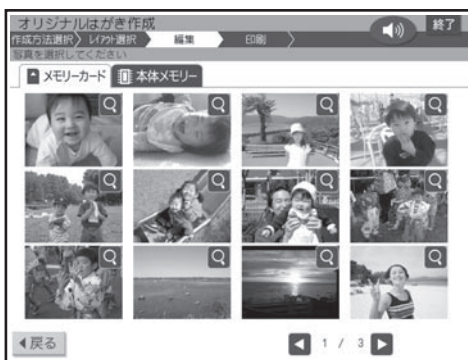 オリジナルはがき作成
終了
作成方法選択 〉 レイアウト選択 〉 編集 〉 印刷 〉
写真を選択してください
メモリーカード 本体メモリー
戻る
1 / 3